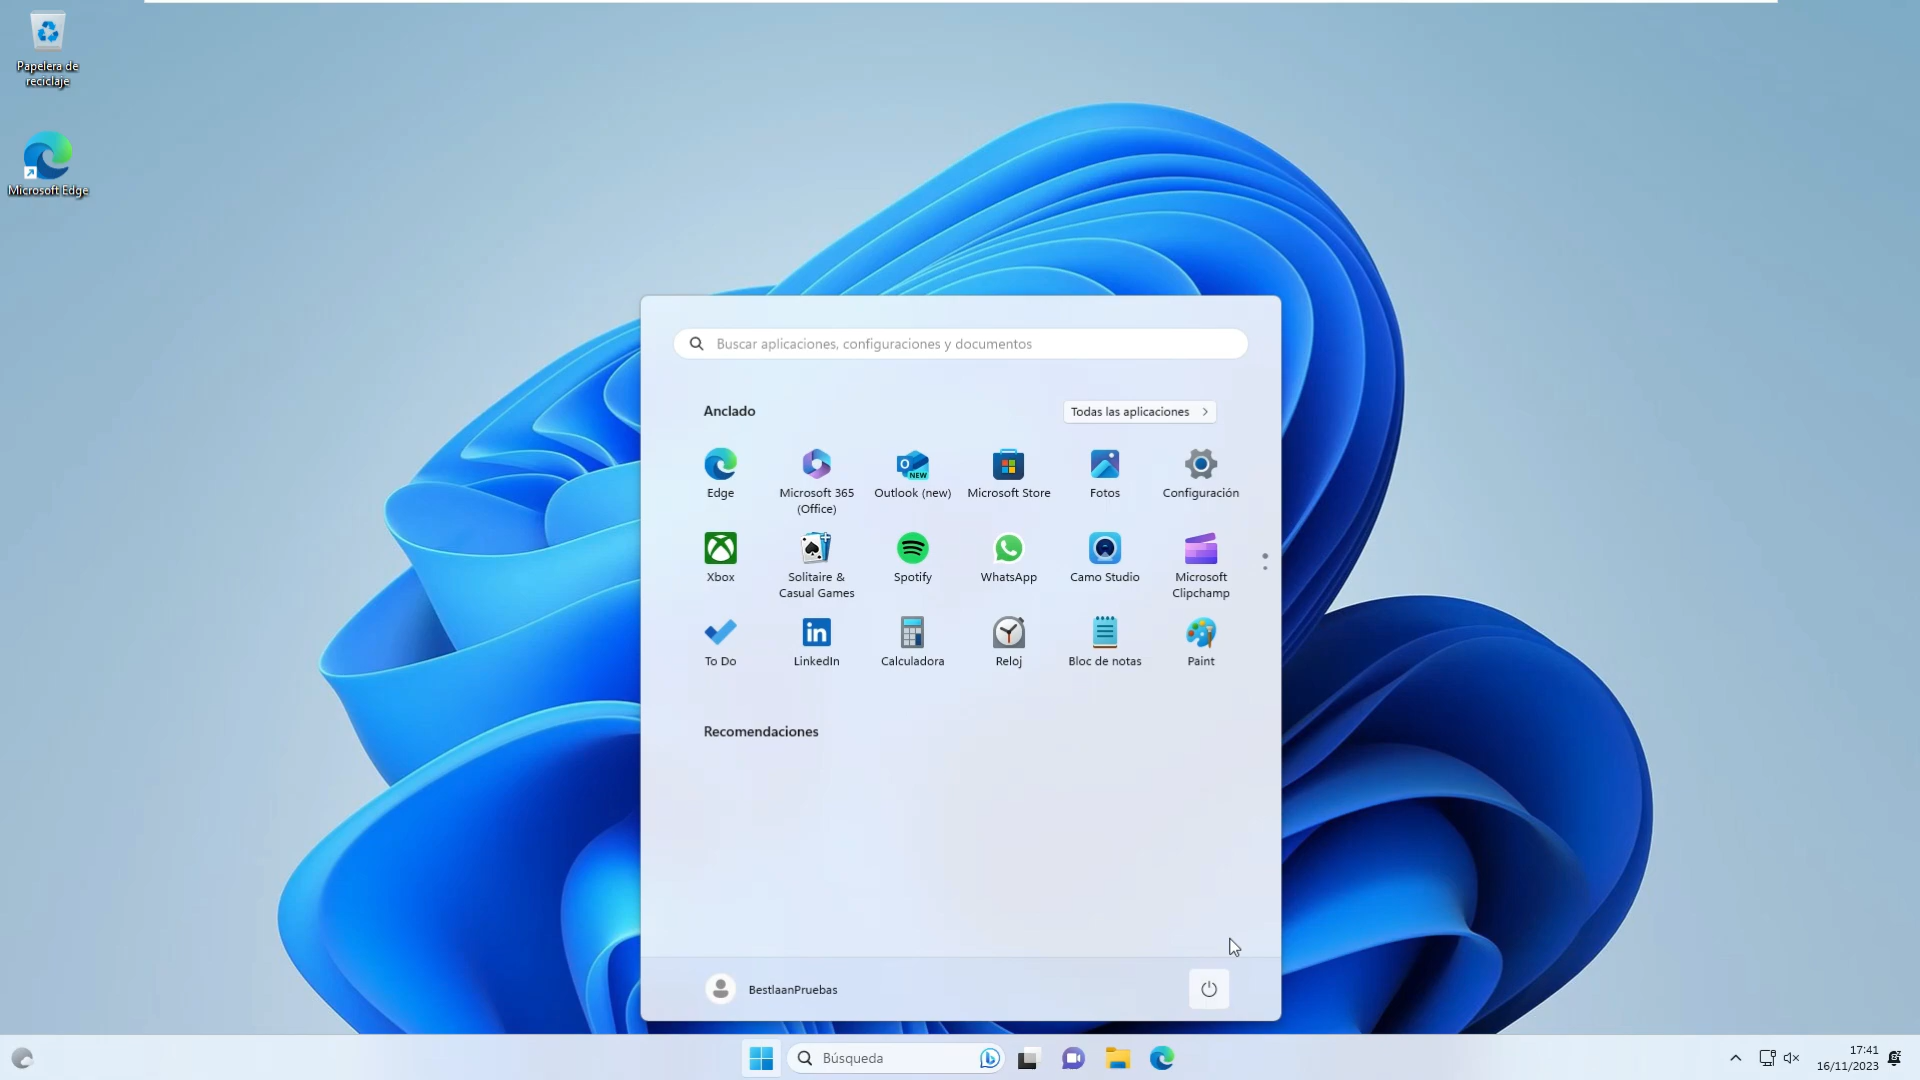 Papelera de
reciclaje
Microsoft Edge
Buscar aplicaciones, configuraciones y documentos
Anclado
Todas las aplicaciones
Edge
Microsoft 365
(Office)
Outlook (new)
Microsoft Store
Fotos
Configuración
Xbox
Solitaire &
Casual Games
Spotify
WhatsApp
Camo Studio
Microsoft
Clipchamp
To Do
LinkedIn
Calculadora
Reloj
Bloc de notas
Paint
Recomendaciones
BestlaanPruebas
Búsqueda
17:41
16/11/2023